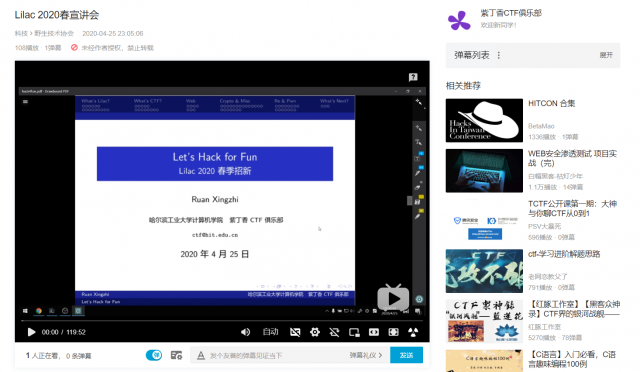 Lilac 2020春宣讲会
科技 > 野生技术协会 2020-04-25 23:05:06
108播放 · 1弹幕 未经作者授权，禁止转载
What's Lilac? What's CTF? Web Crypto & Misc Re & Pwn What's Next?
Let's Hack for Fun
Lilac 2020 春季招新
Ruan Xingzhi
哈尔滨工业大学计算机学院 紫丁香 CTF 俱乐部
ctf@hit.edu.cn
2020 年 4 月 25 日
Ruan Xingzhi 哈尔滨工业大学计算机学院 紫丁香 CTF 俱乐部
Let's Hack for Fun
00:00 / 119:52 自动
1 人正在看， 0 条弹幕 弹 发个友善的弹幕见证当下 弹幕礼仪 > 发送
紫丁香CTF俱乐部
欢迎新同学！
弹幕列表 展开
相关推荐
Hacks
In Taiwan
Conference
HITCON 合集
BetaMao
1336播放 · 1弹幕
WEB安全渗透测试 项目实战（完）
白帽黑客-枯灯少年
1.1万播放 · 14弹幕
TCTF公开课第一期：大神与你聊CTF从0到1
PSV大量死
596播放 · 0弹幕
ctf-学习进阶解题思路
老网恋教父了
791播放 · 0弹幕
【红豚工作室】【黑客众神录】CTF界的银河战舰——
红豚工作室
5270播放 · 78弹幕
【C语言】入门必看，C语言趣味编程100例